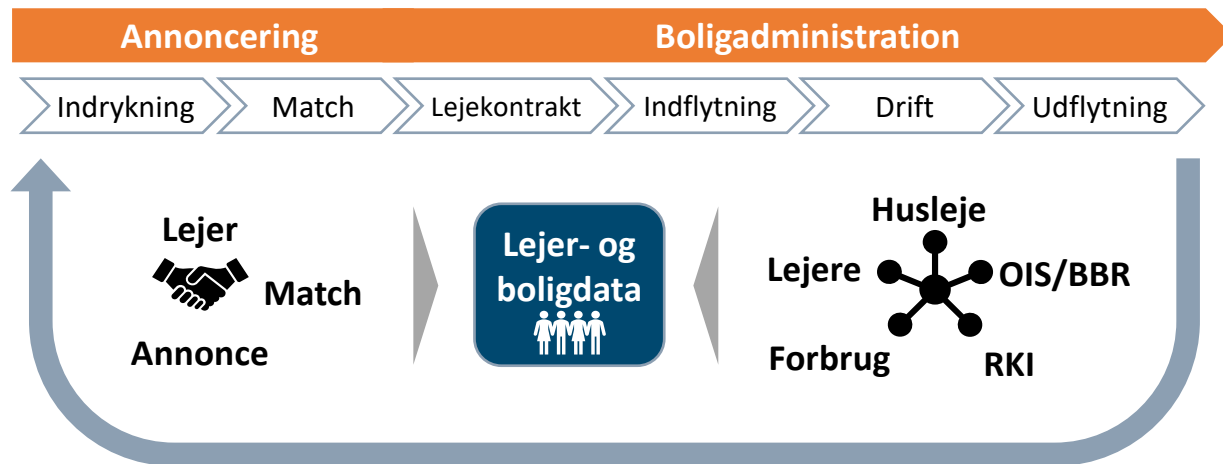 Annoncering
Boligadministration
Indrykning
Match
Lejekontrakt
Indflytning
Drift
Udflytning
Lejer
Match
Annonce
Lejer- og
boligdata
Husleje
Lejere
OIS/BBR
Forbrug
RKI